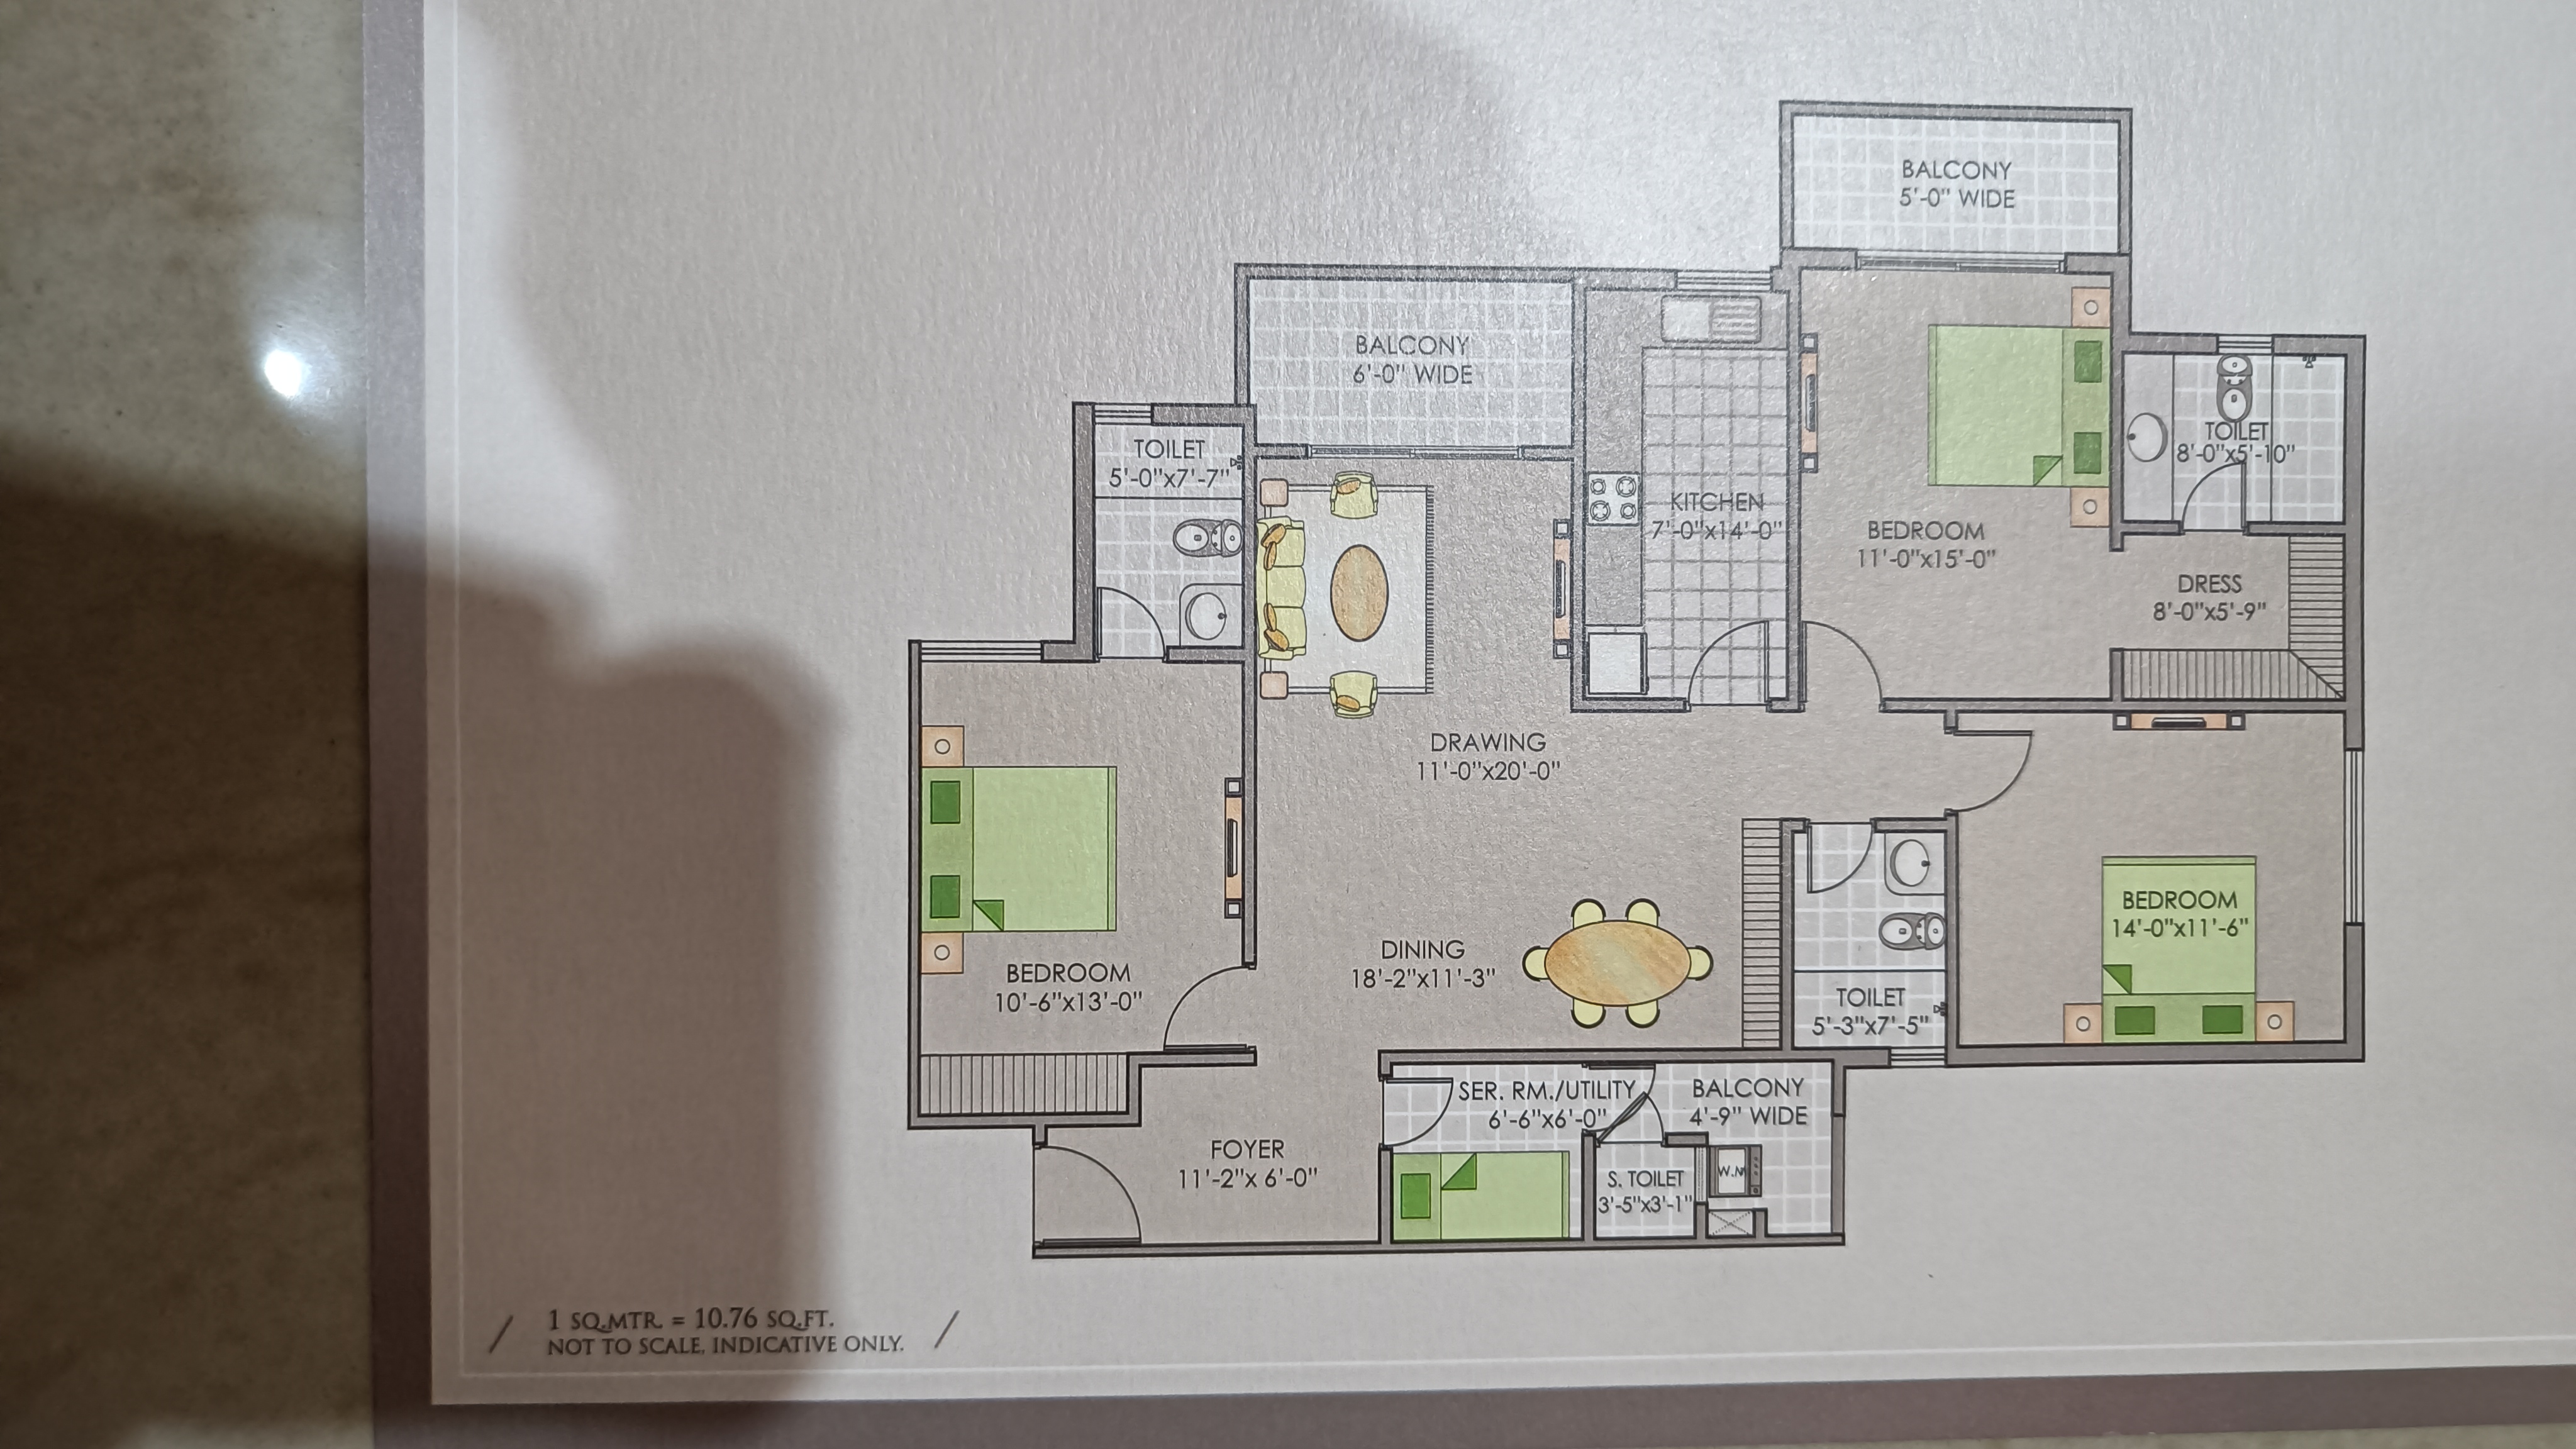 BALCONY
5'-0" WIDE
BALCONY
6'-0" WIDE
TOILET
5'-0"x7'-7"
TOILET
8'-0"x5'-10"
KITCHEN
7'-0"x14'-0"
BEDROOM
11'-0"x15'-0"
DRESS
8'-0"x5'-9"
DRAWING
11'-0"x20'-0"
BEDROOM
14'-0"x11'-6"
DINING
18'-2"x11'-3"
BEDROOM
10'-6"x13'-0"
TOILET
5'-3"x7'-5"
SER. RM./UTILITY
6'-6"x6'-0"
BALCONY
4'-9" WIDE
FOYER
11'-2"x 6'-0"
S. TOILET
3'-5"x3'-1"
W.M
1 SQ.MTR. = 10.76 SQ.FT.
NOT TO SCALE, INDICATIVE ONLY.